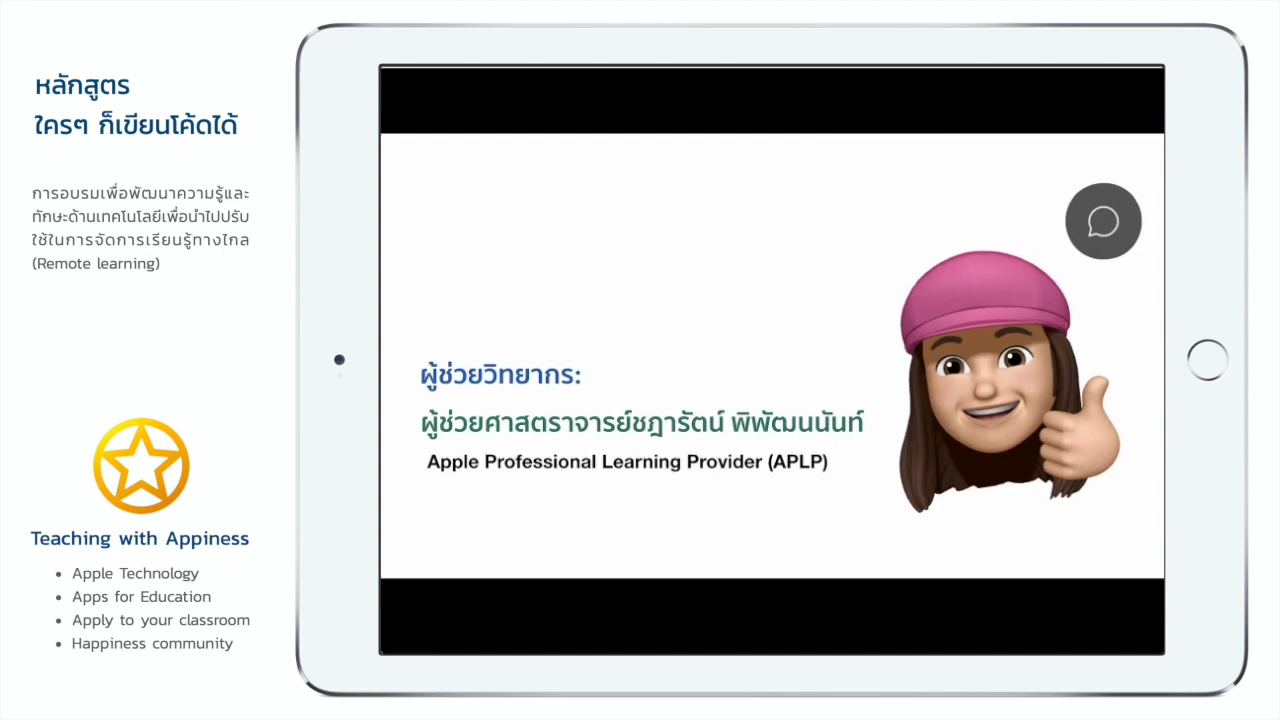 หลักสูตร
ใครๆ ก็เขียนโค้ดได้
การอบรมเพื่อพัฒนาความรู้และ
ทักษะด้านเทคโนโลยีเพื่อนำไปปรับ
ใช้ในการจัดการเรียนรู้ทางไกล
(Remote learning)
Teaching with Appiness
• Apple Technology
• Apps for Education
• Apply to your classroom
• Happiness community
ผู้ช่วยวิทยากร:
ผู้ช่วยศาสตราจารย์ชฎารัตน์ พิพัฒนนันท์
Apple Professional Learning Provider (APLP)